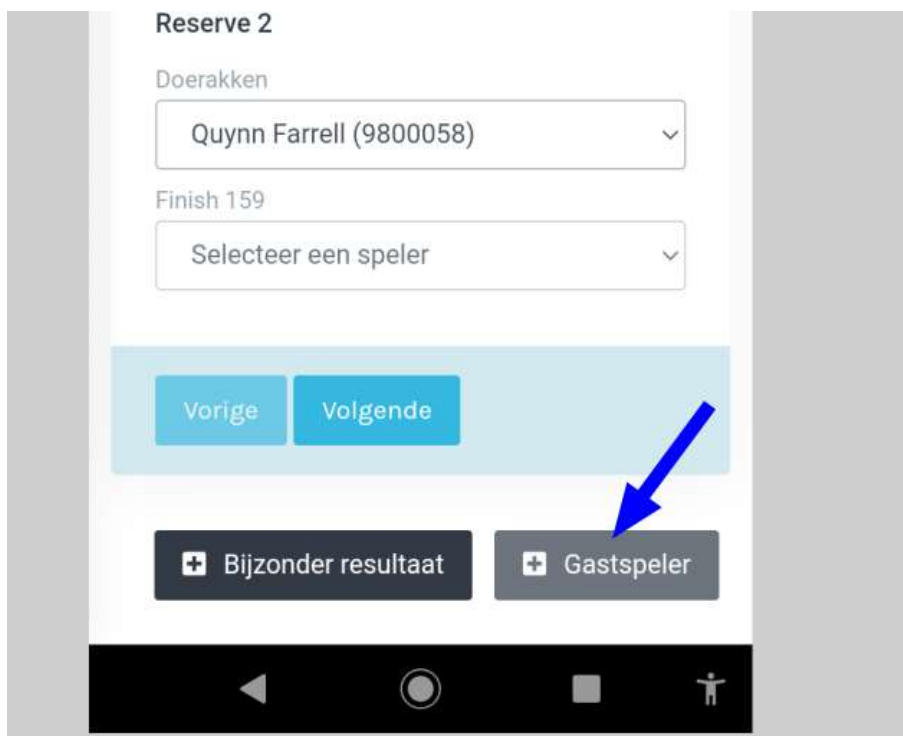 Reserve 2
Doerakken
Quynn Farrell (9800058)
Finish 159
Selecteer een speler
Vorige Volgende
Bijzonder resultaat Gastspeler